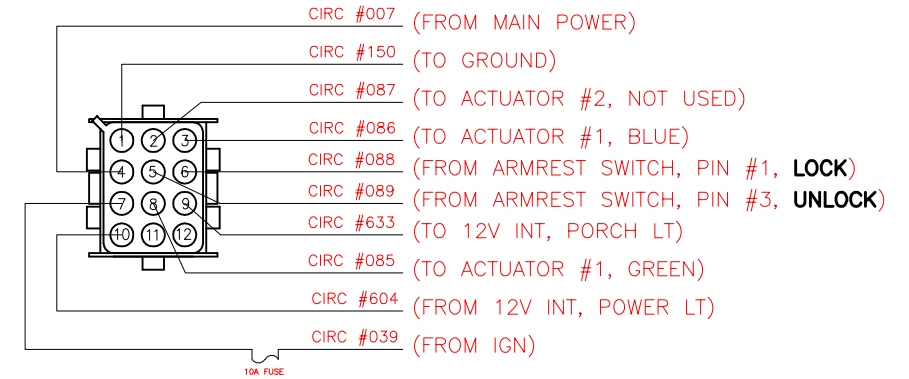 CIRC #007 (FROM MAIN POWER)
CIRC #150 (TO GROUND)
CIRC #087 (TO ACTUATOR #2, NOT USED)
CIRC #086 (TO ACTUATOR #1, BLUE)
CIRC #088 (FROM ARMREST SWITCH, PIN #1, LOCK)
CIRC #089 (FROM ARMREST SWITCH, PIN #3, UNLOCK)
CIRC #633 (TO 12V INT, PORCH LT)
CIRC #085 (TO ACTUATOR #1, GREEN)
CIRC #604 (FROM 12V INT, POWER LT)
CIRC #039 (FROM IGN)
10A FUSE
1 2 3
4 5 6
7 8 9
10 11 12